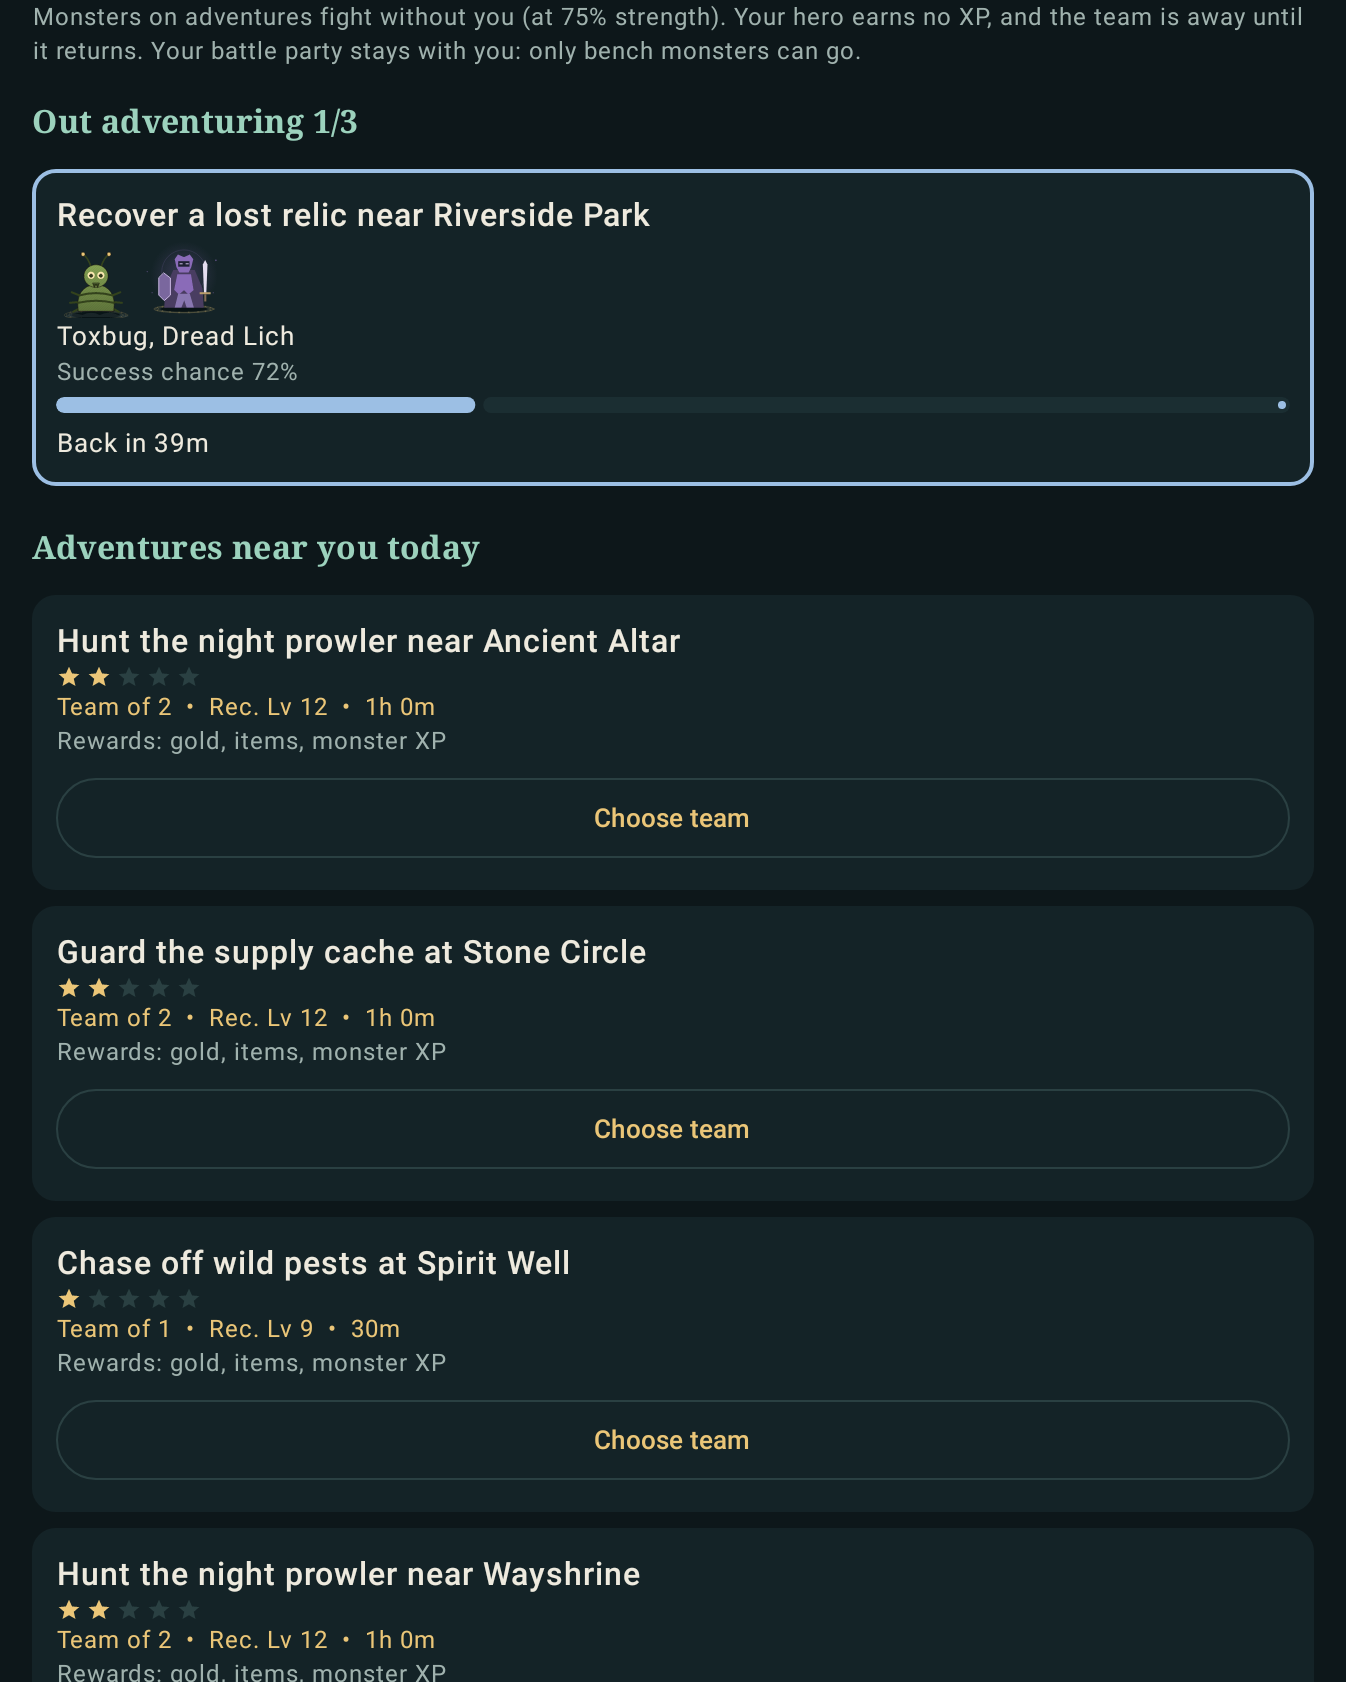 Monsters on adventures fight without you (at 75% strength). Your hero earns no XP, and the team is away until
it returns. Your battle party stays with you: only bench monsters can go.
Out adventuring 1/3
Recover a lost relic near Riverside Park
Toxbug, Dread Lich
Success chance 72%
Back in 39m
Adventures near you today
Hunt the night prowler near Ancient Altar
Team of 2 • Rec. Lv 12 • 1h 0m
Rewards: gold, items, monster XP
Choose team
Guard the supply cache at Stone Circle
Team of 2 • Rec. Lv 12 • 1h 0m
Rewards: gold, items, monster XP
Choose team
Chase off wild pests at Spirit Well
Team of 1 • Rec. Lv 9 • 30m
Rewards: gold, items, monster XP
Choose team
Hunt the night prowler near Wayshrine
Team of 2 • Rec. Lv 12 • 1h 0m
Rewards: gold, items, monster XP